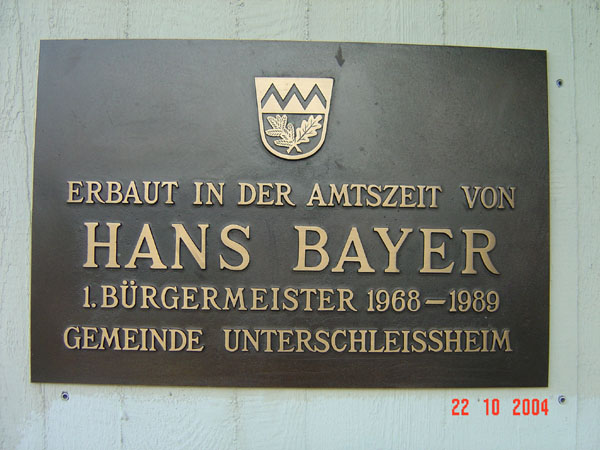 ERBAUT IN DER AMTSZEIT VON
HANS BAYER
1. BÜRGERMEISTER 1968 – 1989
GEMEINDE UNTERSCHLEISSHEIM
22 10 2004